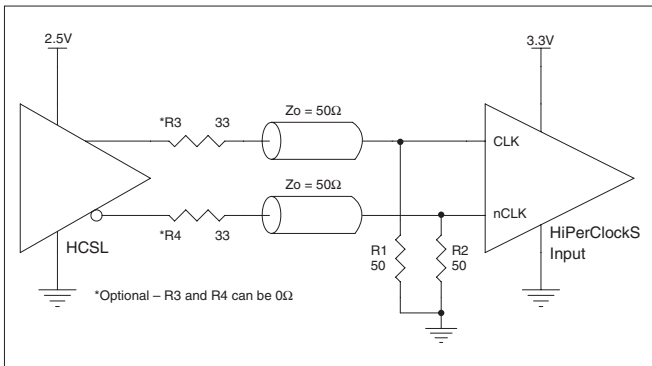 2.5V
3.3V
*R3 33
Zo = 50Ω
CLK
Zo = 50Ω
nCLK
HCSL
*R4 33
R1
50
R2
50
HiPerClockS
Input
*Optional – R3 and R4 can be 0Ω